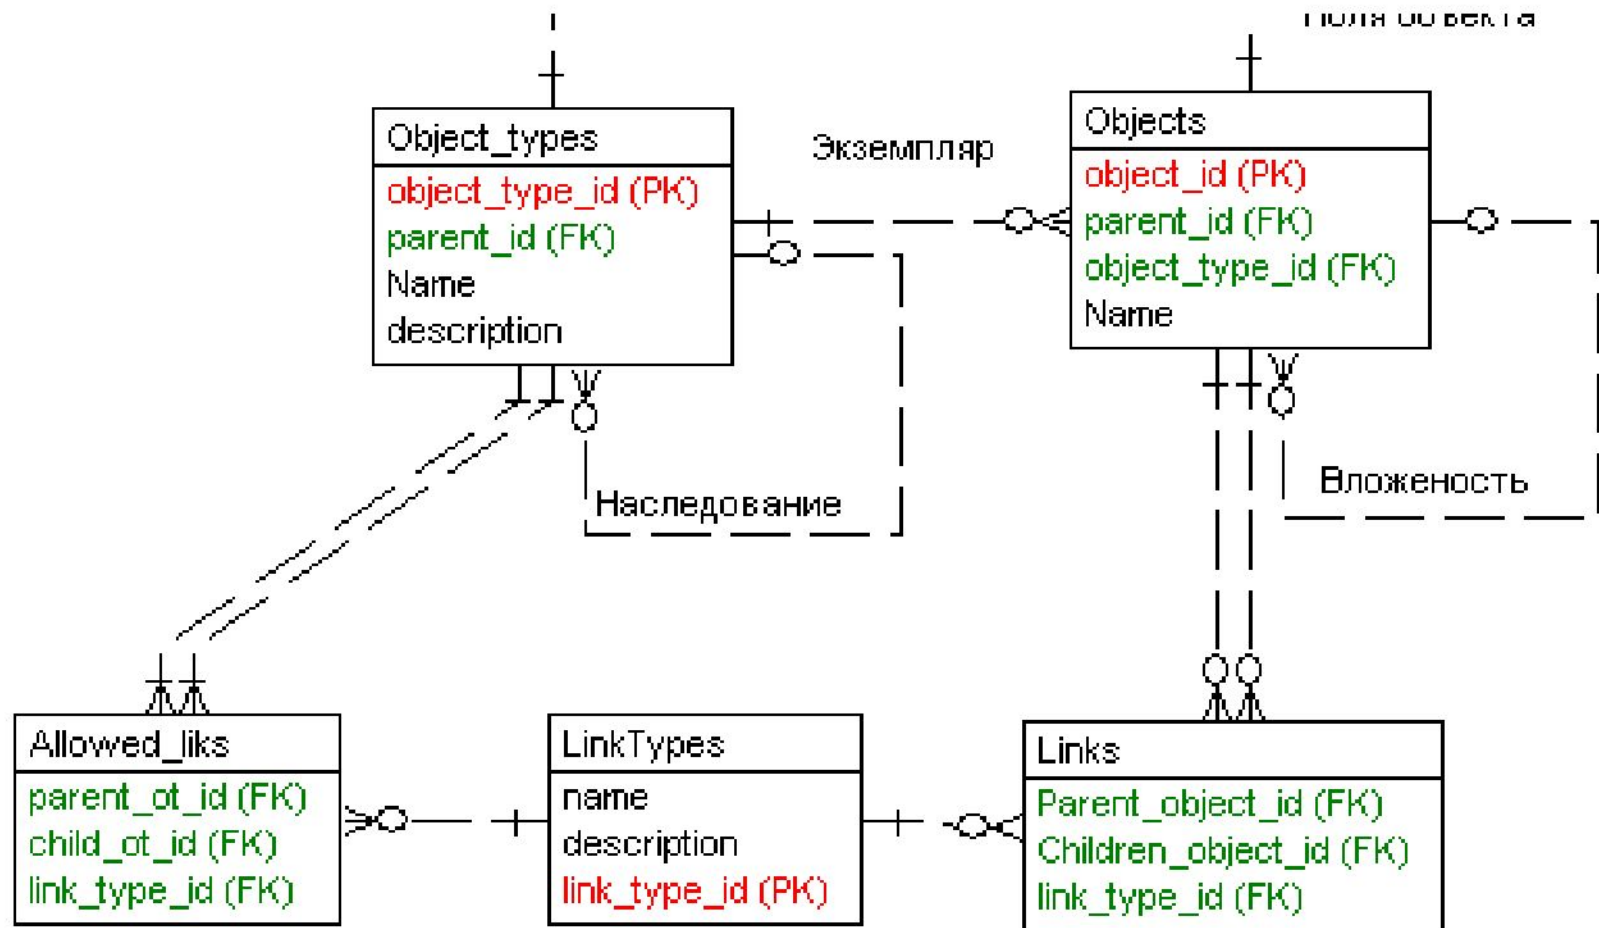 Object_types
object_type_id (PK)
parent_id (FK)
Name
description
Экземпляр
Objects
object_id (PK)
parent_id (FK)
object_type_id (FK)
Name
Наследование
Вложеность
Allowed_liks
parent_ot_id (FK)
child_ot_id (FK)
link_type_id (FK)
LinkTypes
name
description
link_type_id (PK)
Links
Parent_object_id (FK)
Children_object_id (FK)
link_type_id (FK)